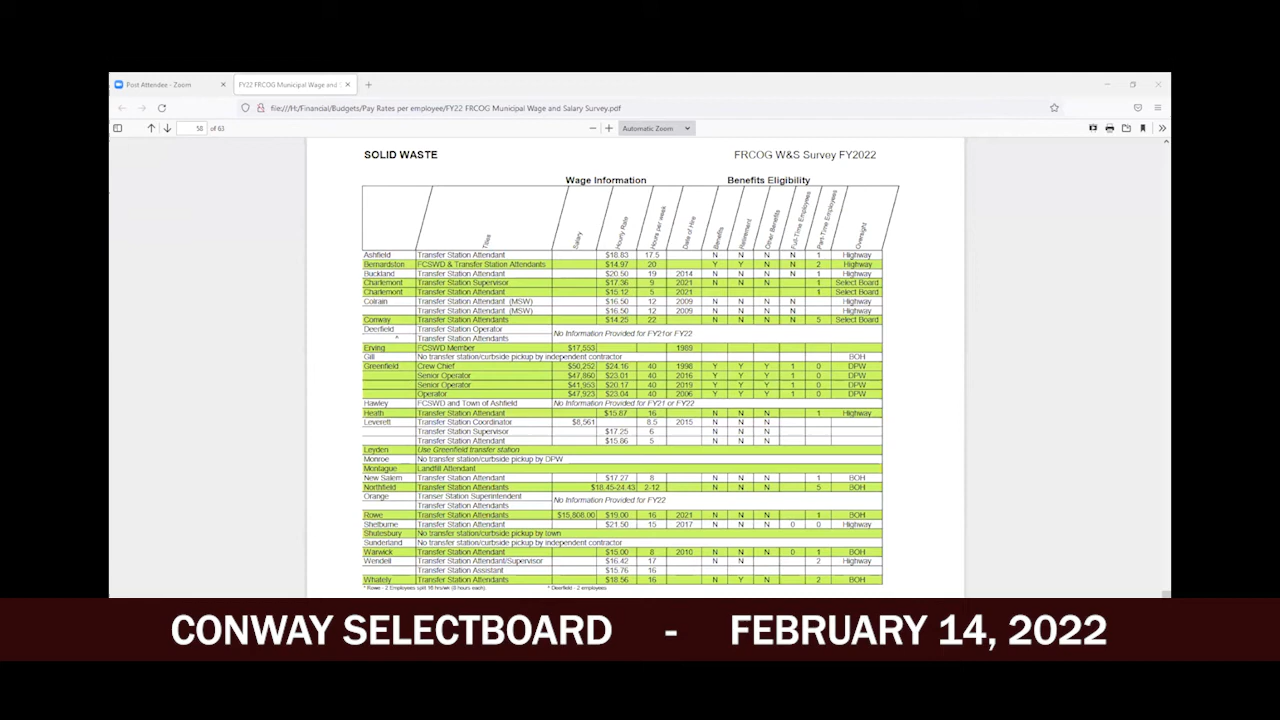 Post Attendee - Zoom
FY22 FRCOG Municipal Wage and
file:///H:/Financial/Budgets/Pay Rates per employee/FY22 FRCOG Municipal Wage and Salary Survey.pdf
58 of 63 Automatic Zoom
SOLID WASTE FRCOG W&S Survey FY2022
Wage Information Benefits Eligibility
Titles Salary Hourly Rate Hours per week Date of Hire Benefits Retirement Other Benefits Full-Time Employees Part-Time Employees Oversight
Ashfield Transfer Station Attendant $18.83 17.5 N N N N 1 Highway
Bernardston FCSWD & Transfer Station Attendants $14.97 20 Y Y N N 2 Highway
Buckland Transfer Station Attendant $20.50 19 2014 N N N N 1 Highway
Charlemont Transfer Station Supervisor $17.36 9 2021 N N N 1 Select Board
Charlemont Transfer Station Attendant $15.12 5 2021 1 Select Board
Colrain Transfer Station Attendant (MSW) $16.50 12 2009 N N N N Highway
Transfer Station Attendant (MSW) $16.50 12 2009 N N N N Highway
Conway Transfer Station Attendants $14.25 22 N N N N 5 Select Board
Deerfield Transfer Station Operator No Information Provided for FY21or FY22
^ Transfer Station Attendants
Erving FCSWD Member $17,553 1989
Gill No transfer station/curbside pickup by independent contractor BOH
Greenfield Crew Chief $50,252 $24.16 40 1998 Y Y Y 1 0 DPW
Senior Operator $47,860 $23.01 40 2016 Y Y Y 1 0 DPW
Senior Operator $41,953 $20.17 40 2019 Y Y Y 1 0 DPW
Operator $47,923 $23.04 40 2006 Y Y Y 1 0 DPW
Hawley FCSWD and Town of Ashfield No Information Provided for FY21 or FY22
Heath Transfer Station Attendant $15.87 16 N N N 1 Highway
Leverett Transfer Station Coordinator $8,561 8.5 2015 N N N
Transfer Station Supervisor $17.25 6 N N N
Transfer Station Attendant $15.86 5 N N N
Leyden Use Greenfield transfer station
Monroe No transfer station/curbside pickup by DPW
Montague Landfill Attendant
New Salem Transfer Station Attendant $17.27 8 N N N 1 BOH
Northfield Transfer Station Attendants $18.45-24.43 2-12 N N N 5 BOH
Orange Transer Station Superintendent No Information Provided for FY22
Transfer Station Attendants
Rowe Transfer Station Attendants $15,808.00 $19.00 16 2021 N N N 1 BOH
Shelburne Transfer Station Attendant $21.50 15 2017 N N N 0 0 Highway
Shutesbury No transfer station/curbside pickup by town
Sunderland No transfer station/curbside pickup by independent contractor
Warwick Transfer Station Attendant $15.00 8 2010 N N N 0 1 BOH
Wendell Transfer Station Attendant/Supervisor $16.42 17 N N 2 Highway
Transfer Station Assistant $15.76 16
Whately Transfer Station Attendants $18.56 16 N Y N 2 BOH
* Rowe - 2 Employees split 16 hrs/wk (8 hours each) ^ Deerfield - 2 employees
CONWAY SELECTBOARD - FEBRUARY 14, 2022